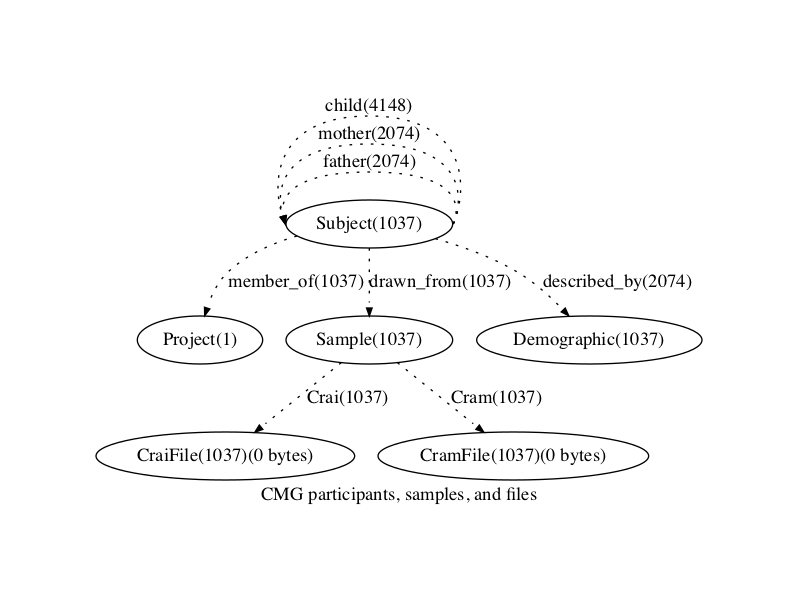 child(4148)
mother(2074)
father(2074)
Subject(1037)
member_of(1037) drawn_from(1037) described_by(2074)
Project(1) Sample(1037) Demographic(1037)
Crai(1037) Cram(1037)
CraiFile(1037)(0 bytes) CramFile(1037)(0 bytes)
CMG participants, samples, and files